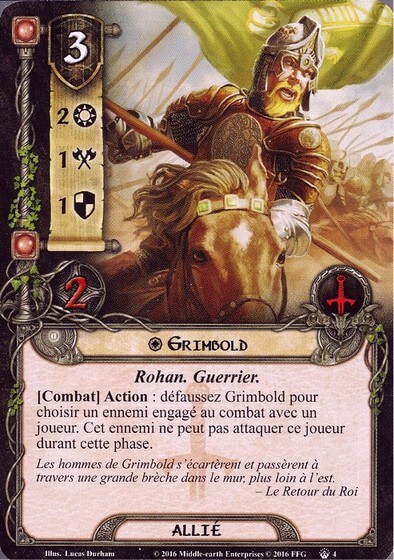 3
2
1
1
2
GRIMBOLD
Rohan. Guerrier.
[Combat] Action : défaussez Grimbold pour
choisir un ennemi engagé au combat avec un
joueur. Cet ennemi ne peut pas attaquer ce joueur
durant cette phase.
Les hommes de Grimbold s'écartèrent et passèrent à
travers une grande brèche dans le mur, plus loin à l'est.
– Le Retour du Roi
ALLIÉ
Illus. Lucas Durham © 2016 Middle-earth Enterprises © 2016 FFG 4